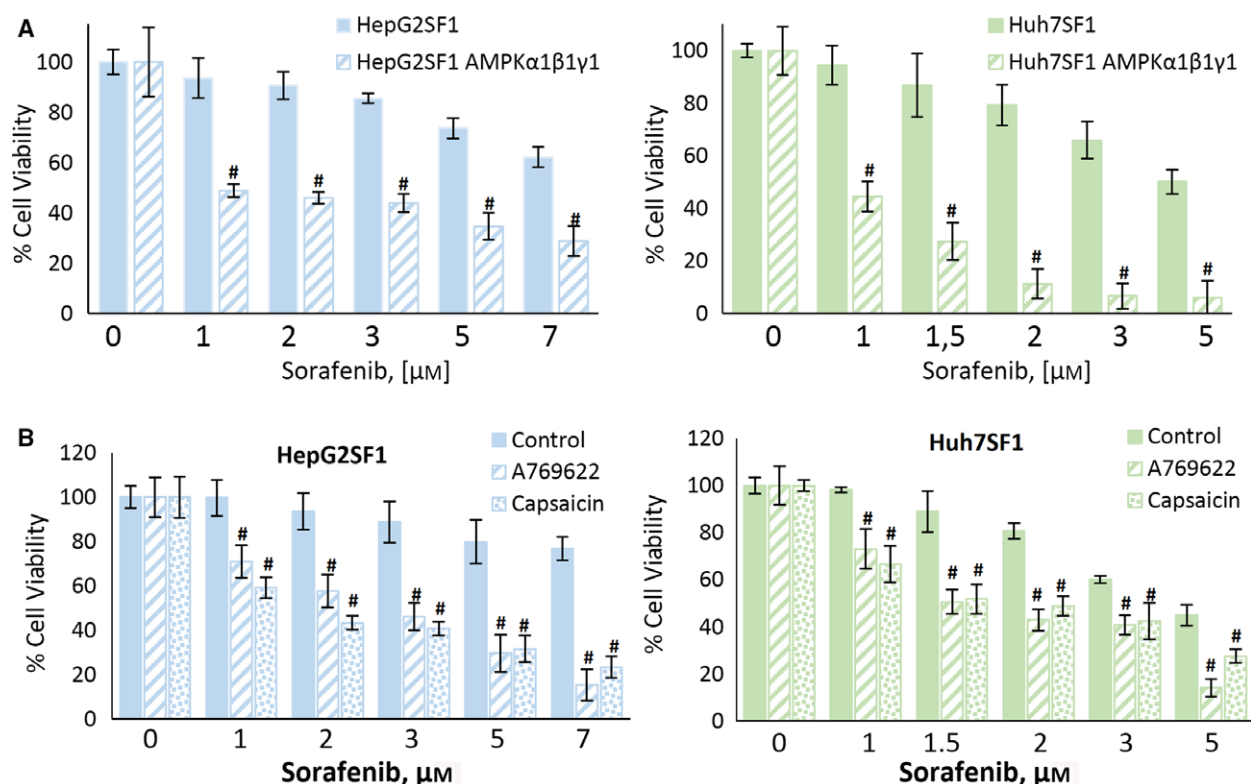 A
HepG2SF1
HepG2SF1 AMPKα1β1γ1
% Cell Viability
100
80
60
40
20
0
# # # # #
0 1 2 3 5 7
Sorafenib, [μM]
Huh7SF1
Huh7SF1 AMPKα1β1γ1
% Cell Viability
100
80
60
40
20
0
# # # # #
0 1 1,5 2 3 5
Sorafenib, [μM]
B
HepG2SF1
Control
A769622
Capsaicin
% Cell Viability
120
100
80
60
40
20
0
# # # # # # # # # #
0 1 2 3 5 7
Sorafenib, μM
Huh7SF1
Control
A769622
Capsaicin
% Cell Viability
120
100
80
60
40
20
0
# # # # # # # # # #
0 1 1.5 2 3 5
Sorafenib, μM